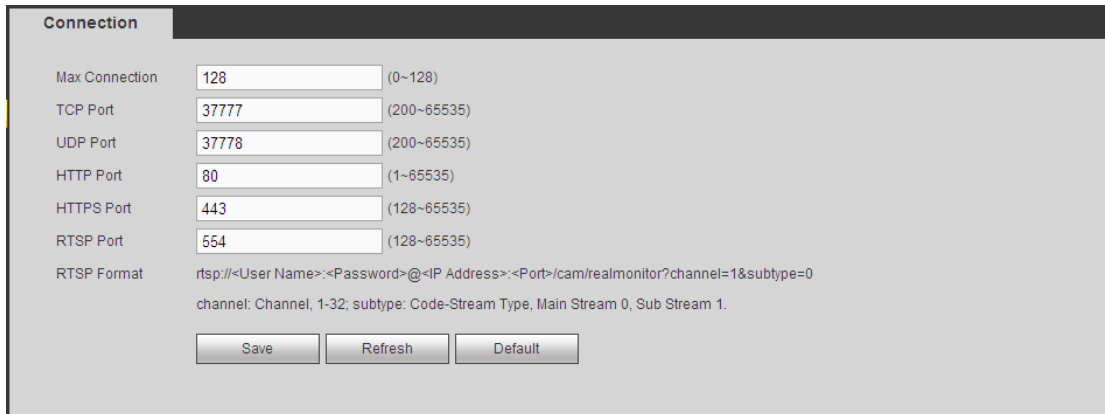 Connection
Max Connection 128 (0~128)
TCP Port 37777 (200~65535)
UDP Port 37778 (200~65535)
HTTP Port 80 (1~65535)
HTTPS Port 443 (128~65535)
RTSP Port 554 (128~65535)
RTSP Format rtsp://<User Name>:<Password>@<IP Address>:<Port>/cam/realmonitor?channel=1&subtype=0
channel: Channel, 1-32; subtype: Code-Stream Type, Main Stream 0, Sub Stream 1.
Save Refresh Default